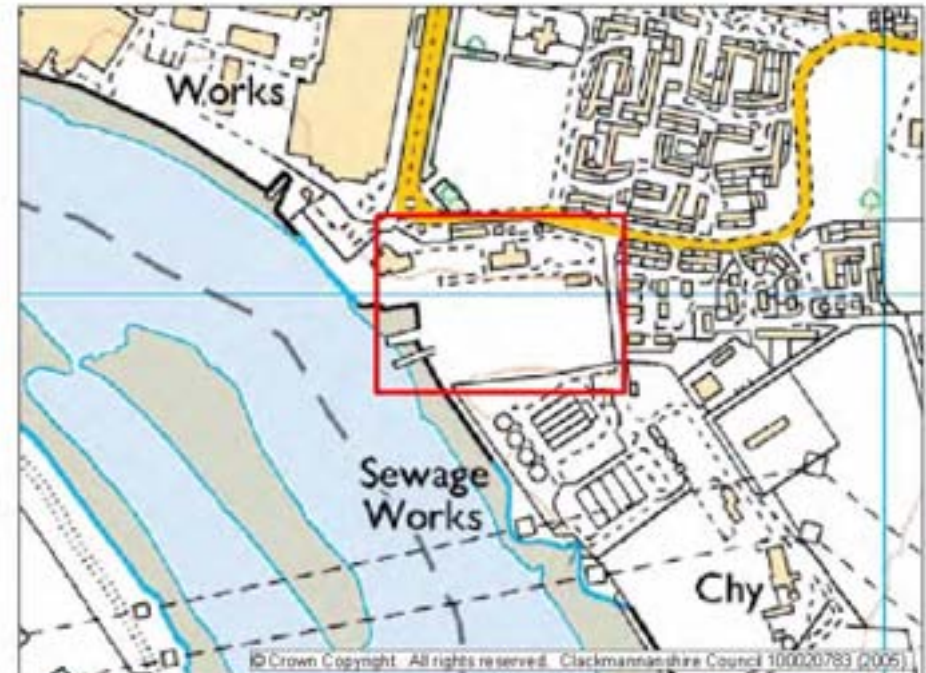 Works
Sewage
Works
Chy
© Crown Copyright. All rights reserved. Clackmannanshire Council 100020783 (2005)